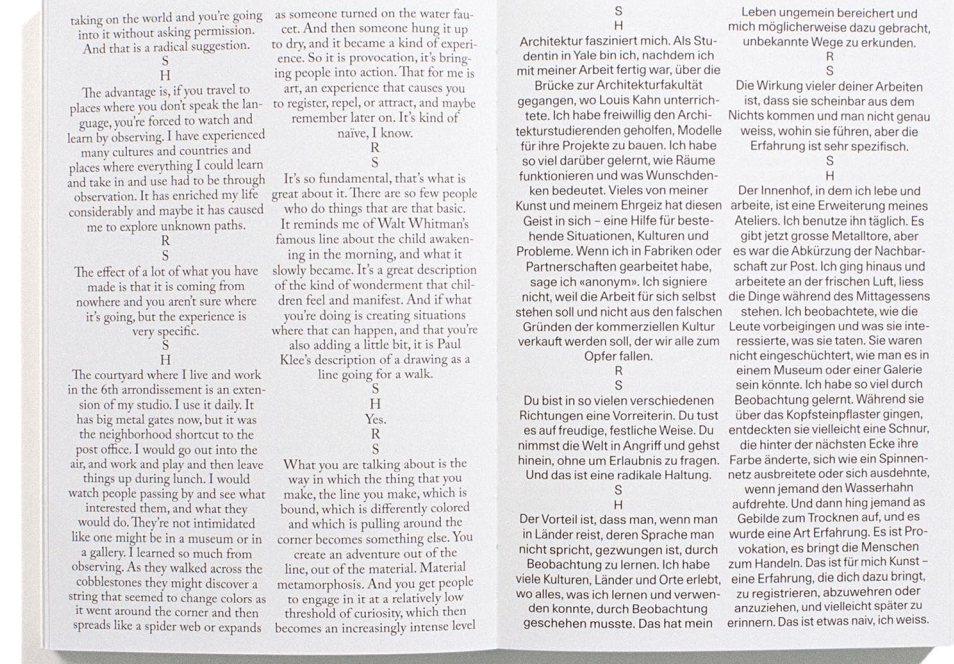 taking on the world and you're going
into it without asking permission.
And that is a radical suggestion.
S
H
The advantage is, if you travel to
places where you don't speak the lan-
guage, you're forced to watch and
learn by observing. I have experienced
many cultures and countries and
places where everything I could learn
and take in and use had to be through
observation. It has enriched my life
considerably and maybe it has caused
me to explore unknown paths.
R
S
The effect of a lot of what you have
made is that it is coming from
nowhere and you aren't sure where
it's going, but the experience is
very specific.
S
H
The courtyard where I live and work
in the 6th arrondissement is an exten-
sion of my studio. I use it daily. It
has big metal gates now, but it was
the neighborhood shortcut to the
post office. I would go out into the
air, and work and play and then leave
things up during lunch. I would
watch people passing by and see what
interested them, and what they
would do. They're not intimidated
like one might be in a museum or in
a gallery. I learned so much from
observing. As they walked across the
cobblestones they might discover a
string that seemed to change colors as
it went around the corner and then
spreads like a spider web or expands
as someone turned on the water fau-
cet. And then someone hung it up
to dry, and it became a kind of experi-
ence. So it is provocation, it's bring-
ing people into action. That for me is
art, an experience that causes you
to register, repel, or attract, and maybe
remember later on. It's kind of
naïve, I know.
R
S
It's so fundamental, that's what is
great about it. There are so few people
who do things that are that basic.
It reminds me of Walt Whitman's
famous line about the child awaken-
ing in the morning, and what it
slowly became. It's a great description
of the kind of wonderment that chil-
dren feel and manifest. And if what
you're doing is creating situations
where that can happen, and that you're
also adding a little bit, it is Paul
Klee's description of a drawing as a
line going for a walk.
S
H
Yes.
R
S
What you are talking about is the
way in which the thing that you
make, the line you make, which is
bound, which is differently colored
and which is pulling around the
corner becomes something else. You
create an adventure out of the
line, out of the material. Material
metamorphosis. And you get people
to engage in it at a relatively low
threshold of curiosity, which then
becomes an increasingly intense level
S
H
Architektur fasziniert mich. Als Stu-
dentin in Yale bin ich, nachdem ich
mit meiner Arbeit fertig war, über die
Brücke zur Architekturfakultät
gegangen, wo Louis Kahn unterrich-
tete. Ich habe freiwillig den Archi-
tekturstudierenden geholfen, Modelle
für ihre Projekte zu bauen. Ich habe
so viel darüber gelernt, wie Räume
funktionieren und was Wunschden-
ken bedeutet. Vieles von meiner
Kunst und meinem Ehrgeiz hat diesen
Geist in sich – eine Hilfe für beste-
hende Situationen, Kulturen und
Probleme. Wenn ich in Fabriken oder
Partnerschaften gearbeitet habe,
sage ich «anonym». Ich signiere
nicht, weil die Arbeit für sich selbst
stehen soll und nicht aus den falschen
Gründen der kommerziellen Kultur
verkauft werden soll, der wir alle zum
Opfer fallen.
R
S
Du bist in so vielen verschiedenen
Richtungen eine Vorreiterin. Du tust
es auf freudige, festliche Weise. Du
nimmst die Welt in Angriff und gehst
hinein, ohne um Erlaubnis zu fragen.
Und das ist eine radikale Haltung.
S
H
Der Vorteil ist, dass man, wenn man
in Länder reist, deren Sprache man
nicht spricht, gezwungen ist, durch
Beobachtung zu lernen. Ich habe
viele Kulturen, Länder und Orte erlebt,
wo alles, was ich lernen und verwen-
den konnte, durch Beobachtung
geschehen musste. Das hat mein
Leben ungemein bereichert und
mich möglicherweise dazu gebracht,
unbekannte Wege zu erkunden.
R
S
Die Wirkung vieler deiner Arbeiten
ist, dass sie scheinbar aus dem
Nichts kommen und man nicht genau
weiss, wohin sie führen, aber die
Erfahrung ist sehr spezifisch.
S
H
Der Innenhof, in dem ich lebe und
arbeite, ist eine Erweiterung meines
Ateliers. Ich benutze ihn täglich. Es
gibt jetzt grosse Metalltore, aber
es war die Abkürzung der Nachbar-
schaft zur Post. Ich ging hinaus und
arbeitete an der frischen Luft, liess
die Dinge während des Mittagessens
stehen. Ich beobachtete, wie die
Leute vorbeigingen und was sie inte-
ressierte, was sie taten. Sie waren
nicht eingeschüchtert, wie man es in
einem Museum oder einer Galerie
sein könnte. Ich habe so viel durch
Beobachtung gelernt. Während sie
über das Kopfsteinpflaster gingen,
entdeckten sie vielleicht eine Schnur,
die hinter der nächsten Ecke ihre
Farbe änderte, sich wie ein Spinnen-
netz ausbreitete oder sich ausdehnte,
wenn jemand den Wasserhahn
aufdrehte. Und dann hing jemand as
Gebilde zum Trocknen auf, und es
wurde eine Art Erfahrung. Es ist Pro-
vokation, es bringt die Menschen
zum Handeln. Das ist für mich Kunst –
eine Erfahrung, die dich dazu bringt,
zu registrieren, abzuwehren oder
anzuziehen, und vielleicht später zu
erinnern. Das ist etwas naiv, ich weiss.